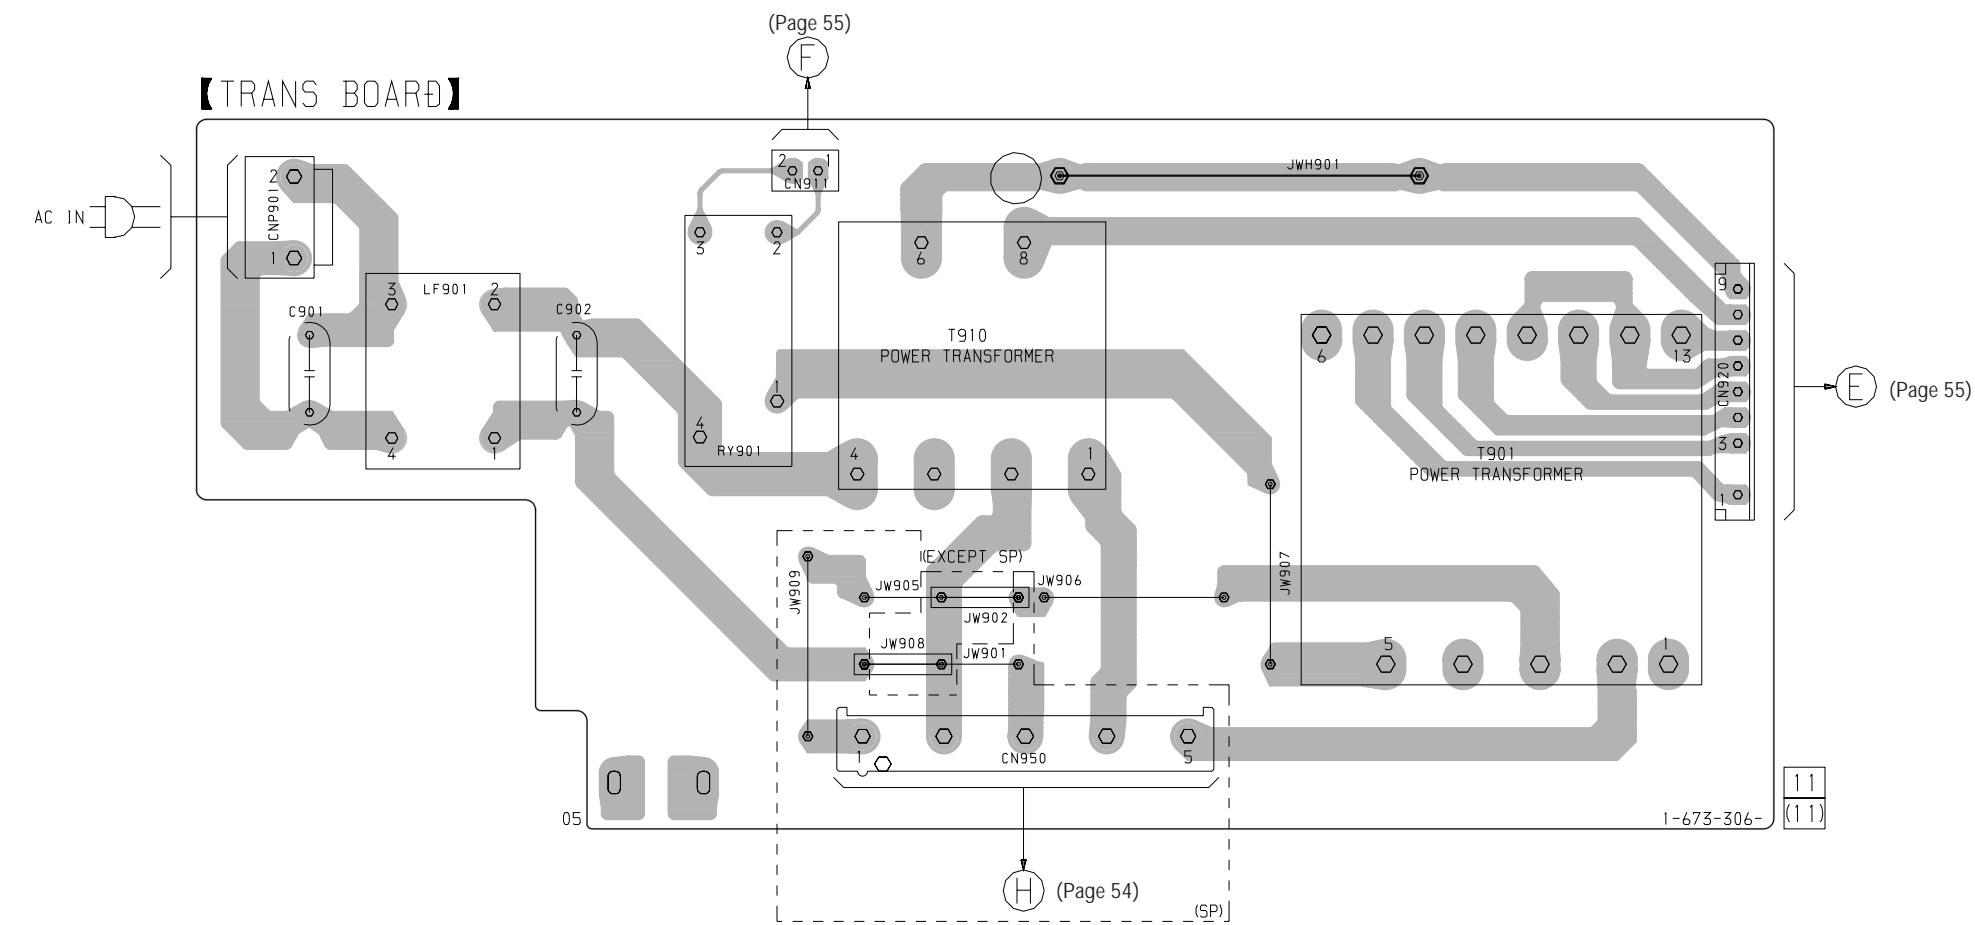 (Page 55)
F
【TRANS BOARD】
2
1
CN911
JWH901
AC IN
2
CNP901
1
3
2
6
8
9
3
LF901
2
C901
C902
T910
POWER TRANSFORMER
6
13
CN920
E
(Page 55)
1
4
RY901
4
1
4
1
3
T901
POWER TRANSFORMER
1
(EXCEPT SP)
JW909
JW905
JW906
JW907
JW902
JW908
JW901
5
1
1
CN950
5
05
1-673-306-
11
(11)
H
(Page 54)
(SP)